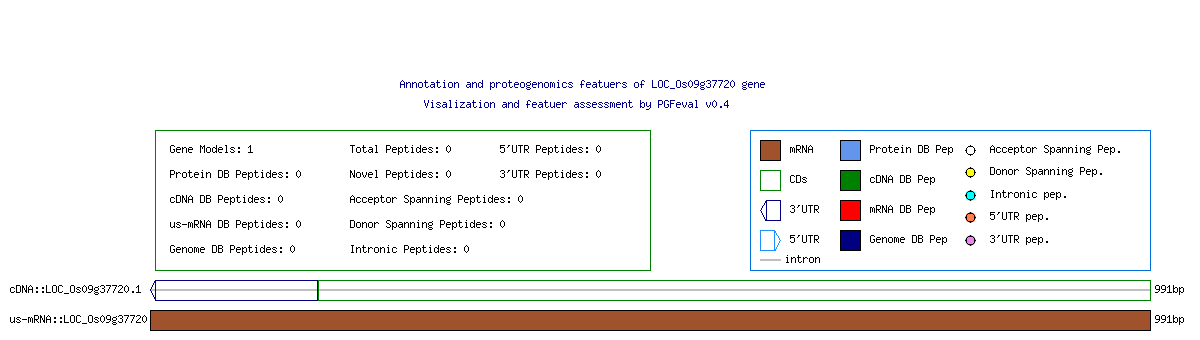 Annotation and proteogenomics featuers of LOC_Os09g37720 gene
Visalization and featuer assessment by PGFeval v0.4
Gene Models: 1 Total Peptides: 0 5'UTR Peptides: 0
Protein DB Peptides: 0 Novel Peptides: 0 3'UTR Peptides: 0
cDNA DB Peptides: 0 Acceptor Spanning Peptides: 0
us-mRNA DB Peptides: 0 Donor Spanning Peptides: 0
Genome DB Peptides: 0 Intronic Peptides: 0
mRNA Protein DB Pep Acceptor Spanning Pep.
CDs cDNA DB Pep Donor Spanning Pep.
3'UTR mRNA DB Pep Intronic pep.
5'UTR Genome DB Pep 5'UTR pep.
intron 3'UTR pep.
cDNA::LOC_Os09g37720.1 991bp
us-mRNA::LOC_Os09g37720 991bp